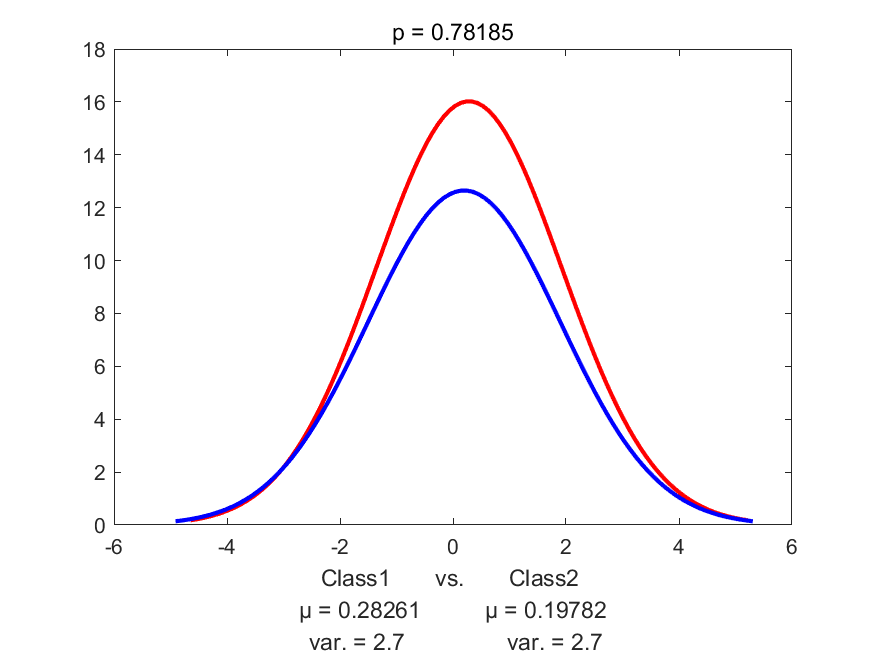 p = 0.78185
18
16
14
12
10
8
6
4
2
0
-6 -4 -2 0 2 4 6
Class1 vs. Class2
μ = 0.28261 μ = 0.19782
var. = 2.7 var. = 2.7